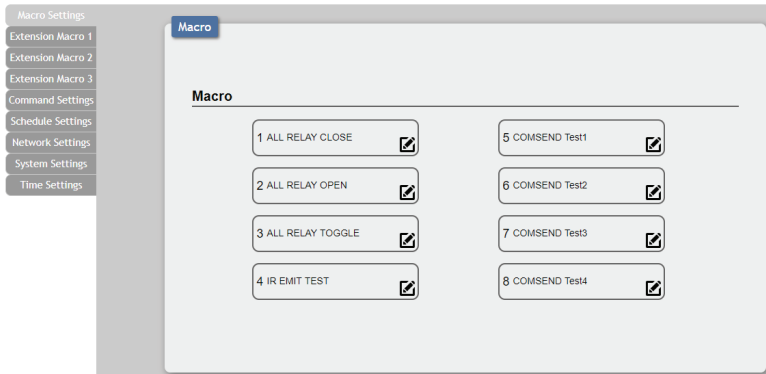 Macro Settings
Extension Macro 1
Extension Macro 2
Extension Macro 3
Command Settings
Schedule Settings
Network Settings
System Settings
Time Settings
Macro
Macro
1 ALL RELAY CLOSE
2 ALL RELAY OPEN
3 ALL RELAY TOGGLE
4 IR EMIT TEST
5 COMSEND Test1
6 COMSEND Test2
7 COMSEND Test3
8 COMSEND Test4